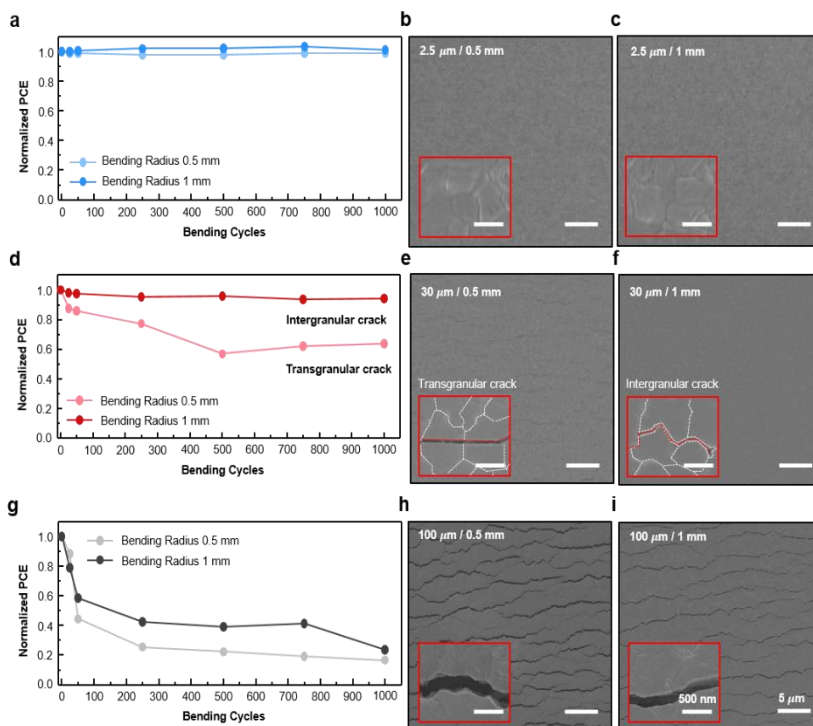 a
Normalized PCE
1.0
0.8
0.6
0.4
0.2
0.0
Bending Radius 0.5 mm
Bending Radius 1 mm
0 100 200 300 400 500 600 700 800 900 1000
Bending Cycles
b
2.5 μm / 0.5 mm
c
2.5 μm / 1 mm
d
Normalized PCE
1.0
0.8
0.6
0.4
0.2
0.0
Intergranular crack
Transgranular crack
Bending Radius 0.5 mm
Bending Radius 1 mm
0 100 200 300 400 500 600 700 800 900 1000
Bending Cycles
e
30 μm / 0.5 mm
Transgranular crack
f
30 μm / 1 mm
Intergranular crack
g
Normalized PCE
1.0
0.8
0.6
0.4
0.2
0.0
Bending Radius 0.5 mm
Bending Radius 1 mm
0 100 200 300 400 500 600 700 800 900 1000
Bending Cycles
h
100 μm / 0.5 mm
i
100 μm / 1 mm
500 nm
5 μm